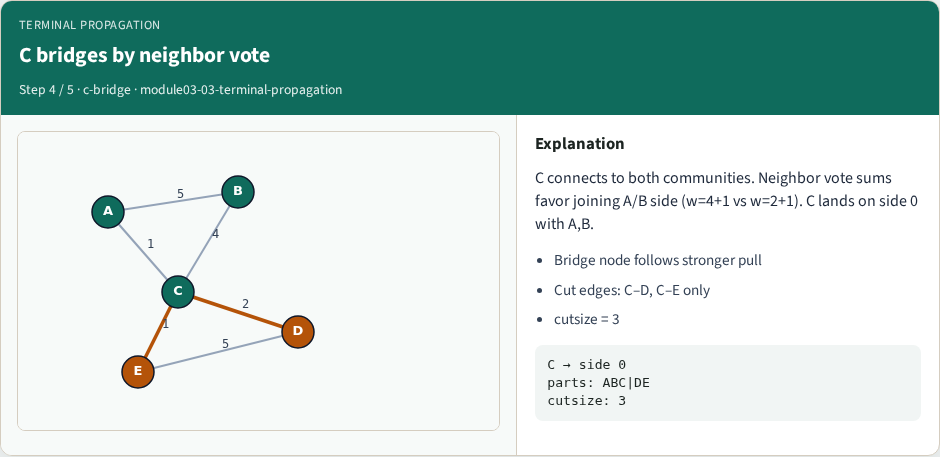 TERMINAL PROPAGATION
C bridges by neighbor vote
Step 4 / 5 · c-bridge · module03-03-terminal-propagation
A
B
C
D
E
5
1
4
2
1
5
Explanation
C connects to both communities. Neighbor vote sums
favor joining A/B side (w=4+1 vs w=2+1). C lands on side 0
with A,B.
• Bridge node follows stronger pull
• Cut edges: C–D, C–E only
• cutsize = 3
C → side 0
parts: ABC|DE
cutsize: 3